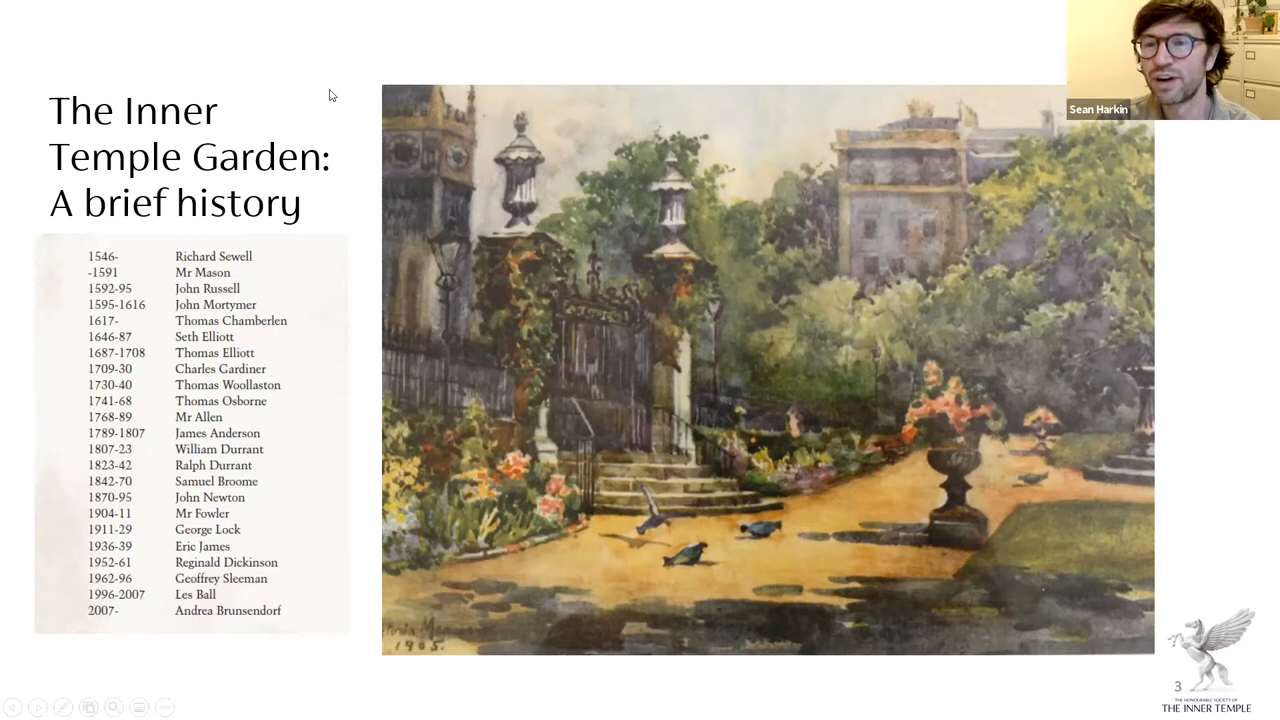 The Inner
Temple Garden:
A brief history
1546- Richard Sewell
-1591 Mr Mason
1592-95 John Russell
1595-1616 John Mortymer
1617- Thomas Chamberlen
1646-87 Seth Elliott
1687-1708 Thomas Elliott
1709-30 Charles Gardiner
1730-40 Thomas Woollaston
1741-68 Thomas Osborne
1768-89 Mr Allen
1789-1807 James Anderson
1807-23 William Durrant
1823-42 Ralph Durrant
1842-70 Samuel Broome
1870-95 John Newton
1904-11 Mr Fowler
1911-29 George Lock
1936-39 Eric James
1952-61 Reginald Dickinson
1962-96 Geoffrey Sleeman
1996-2007 Les Ball
2007- Andrea Brunsendorf
1905.
Sean Harkin
3
THE HONOURABLE SOCIETY OF
THE INNER TEMPLE